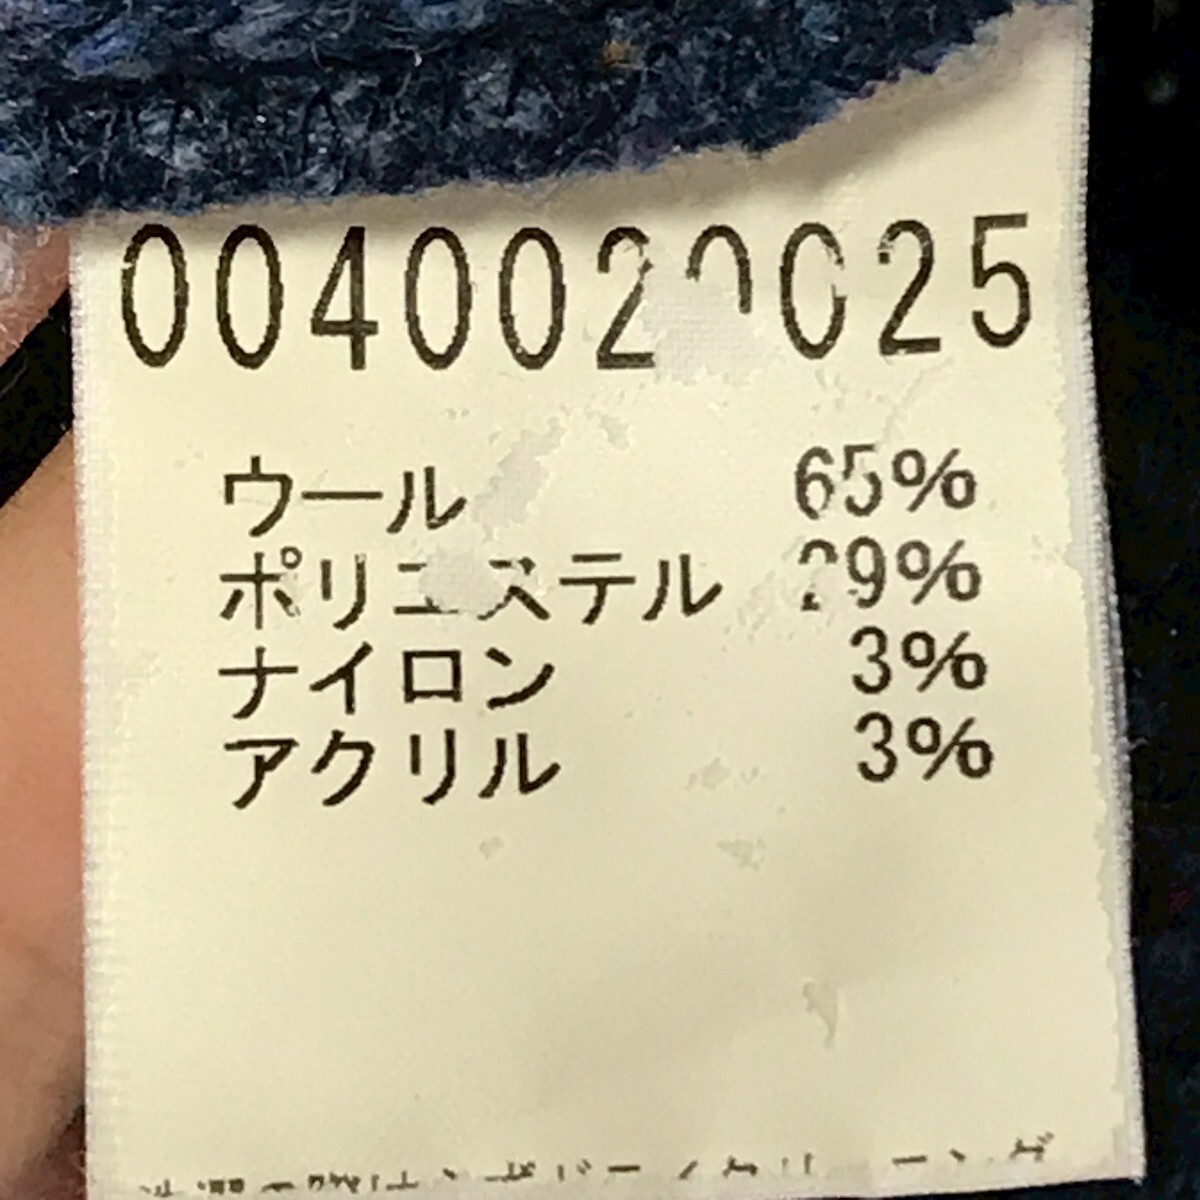 0040020025
ウール 65%
ポリエステル 29%
ナイロン 3%
アクリル 3%